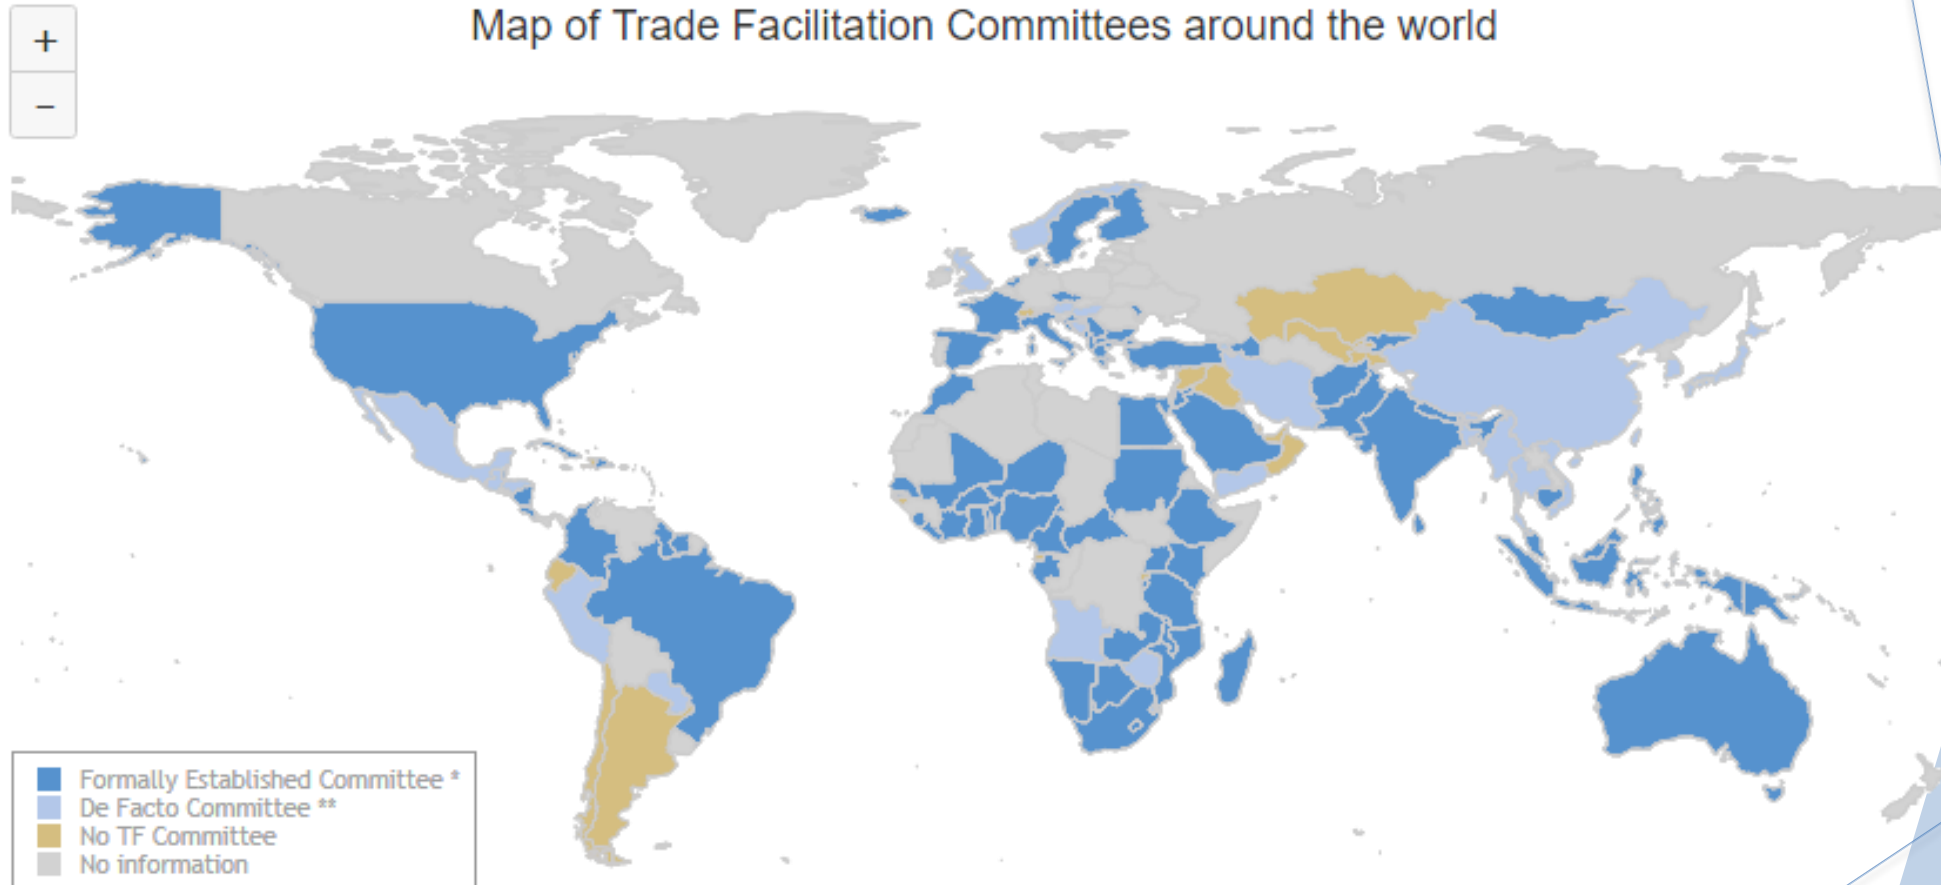 Map of Trade Facilitation Committees around the world
+
−
Formally Established Committee *
De Facto Committee **
No TF Committee
No information